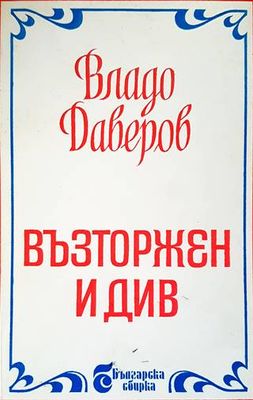 Владо
Даверов
ВЪЗТОРЖЕН
И ДИВ
Българска
сбирка